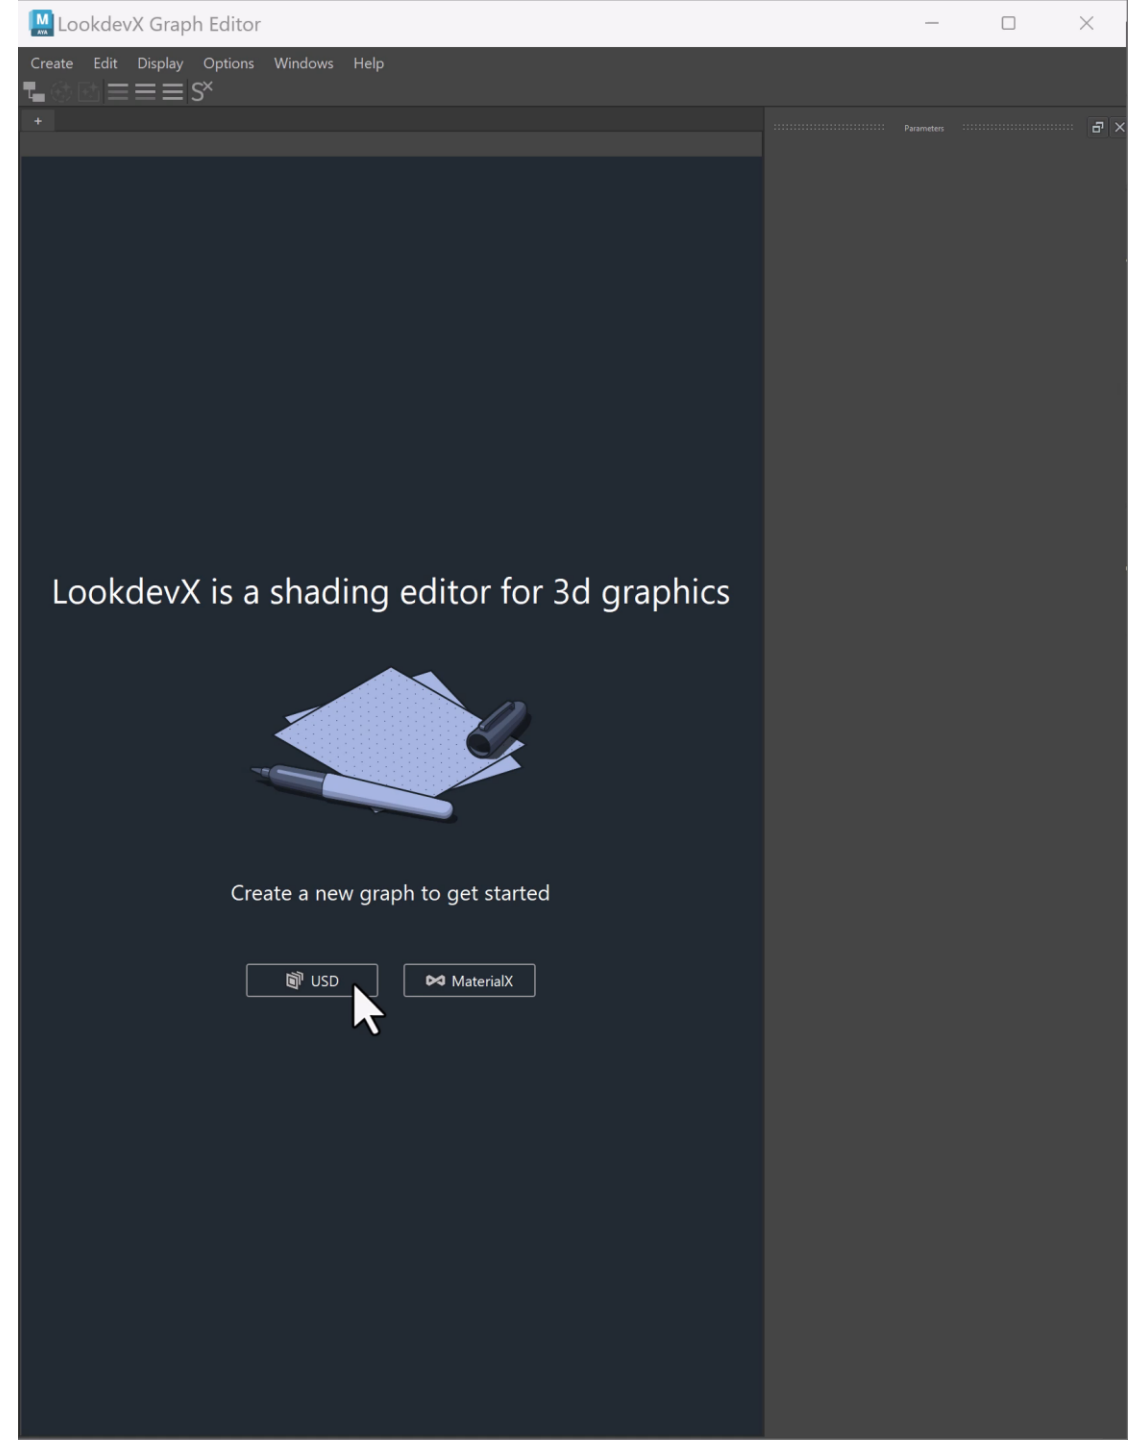 M
AYA
LookdevX Graph Editor
Create Edit Display Options Windows Help
S×
+
Parameters
LookdevX is a shading editor for 3d graphics
Create a new graph to get started
USD
MaterialX